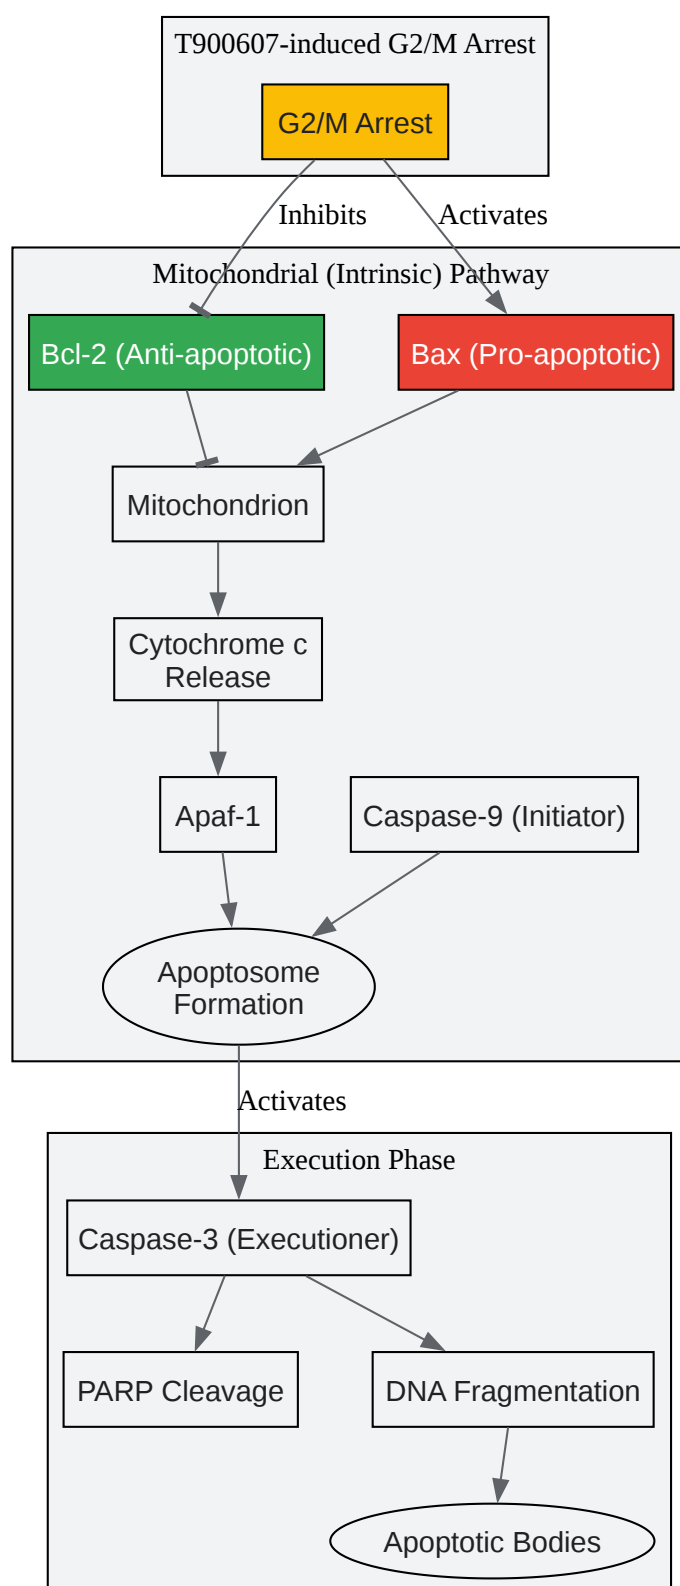 T900607-induced G2/M Arrest
G2/M Arrest
Inhibits
Activates
Mitochondrial (Intrinsic) Pathway
Bcl-2 (Anti-apoptotic)
Bax (Pro-apoptotic)
Mitochondrion
Cytochrome c
Release
Apaf-1
Caspase-9 (Initiator)
Apoptosome
Formation
Activates
Execution Phase
Caspase-3 (Executioner)
PARP Cleavage
DNA Fragmentation
Apoptotic Bodies